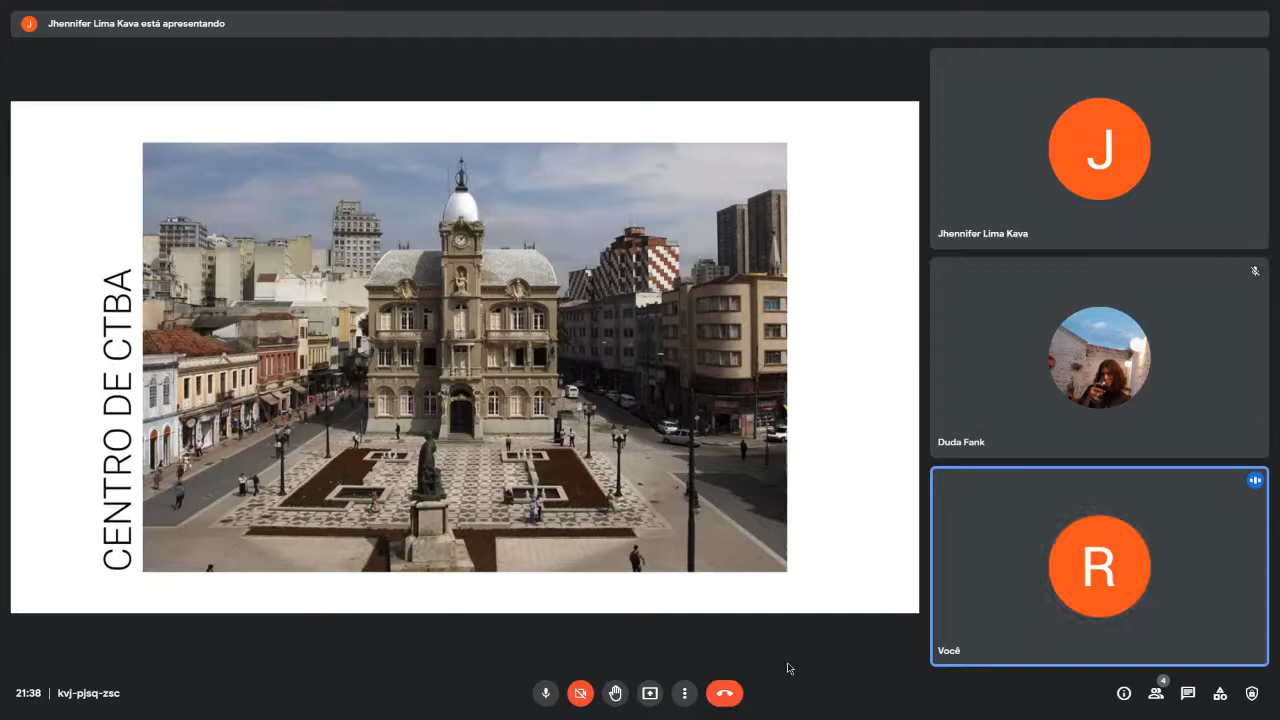 J
Jhennifer Lima Kava está apresentando
CENTRO DE CTBA
J
Jhennifer Lima Kava
Duda Fank
R
Você
21:38
kvj-pjsq-zsc
4